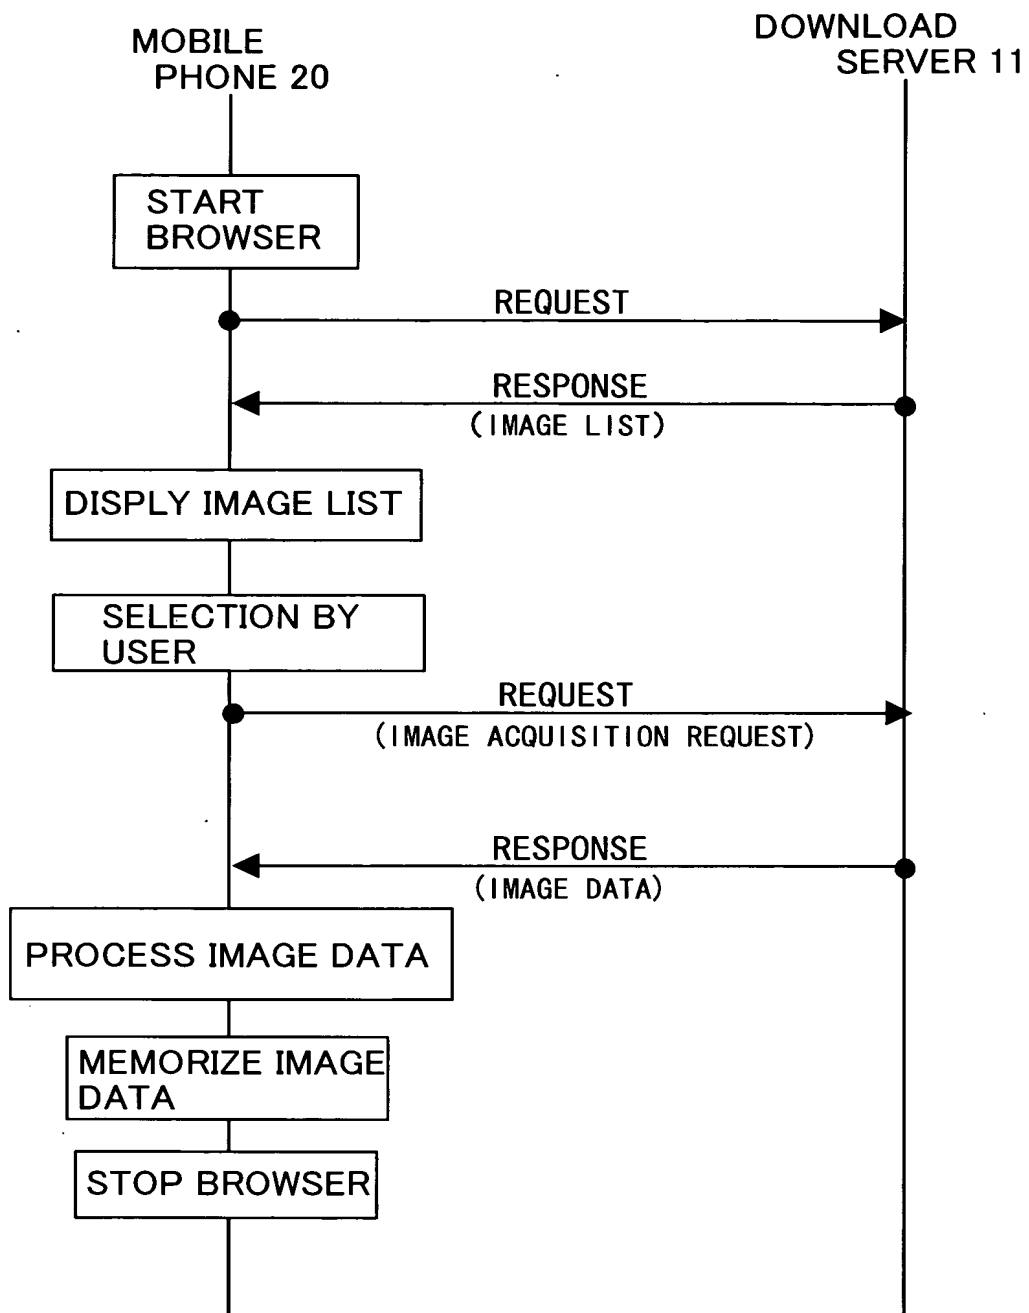 MOBILE
PHONE 20
DOWNLOAD
SERVER 11
START
BROWSER
REQUEST
RESPONSE
(IMAGE LIST)
DISPLY IMAGE LIST
SELECTION BY
USER
REQUEST
(IMAGE ACQUISITION REQUEST)
RESPONSE
(IMAGE DATA)
PROCESS IMAGE DATA
MEMORIZE IMAGE
DATA
STOP BROWSER